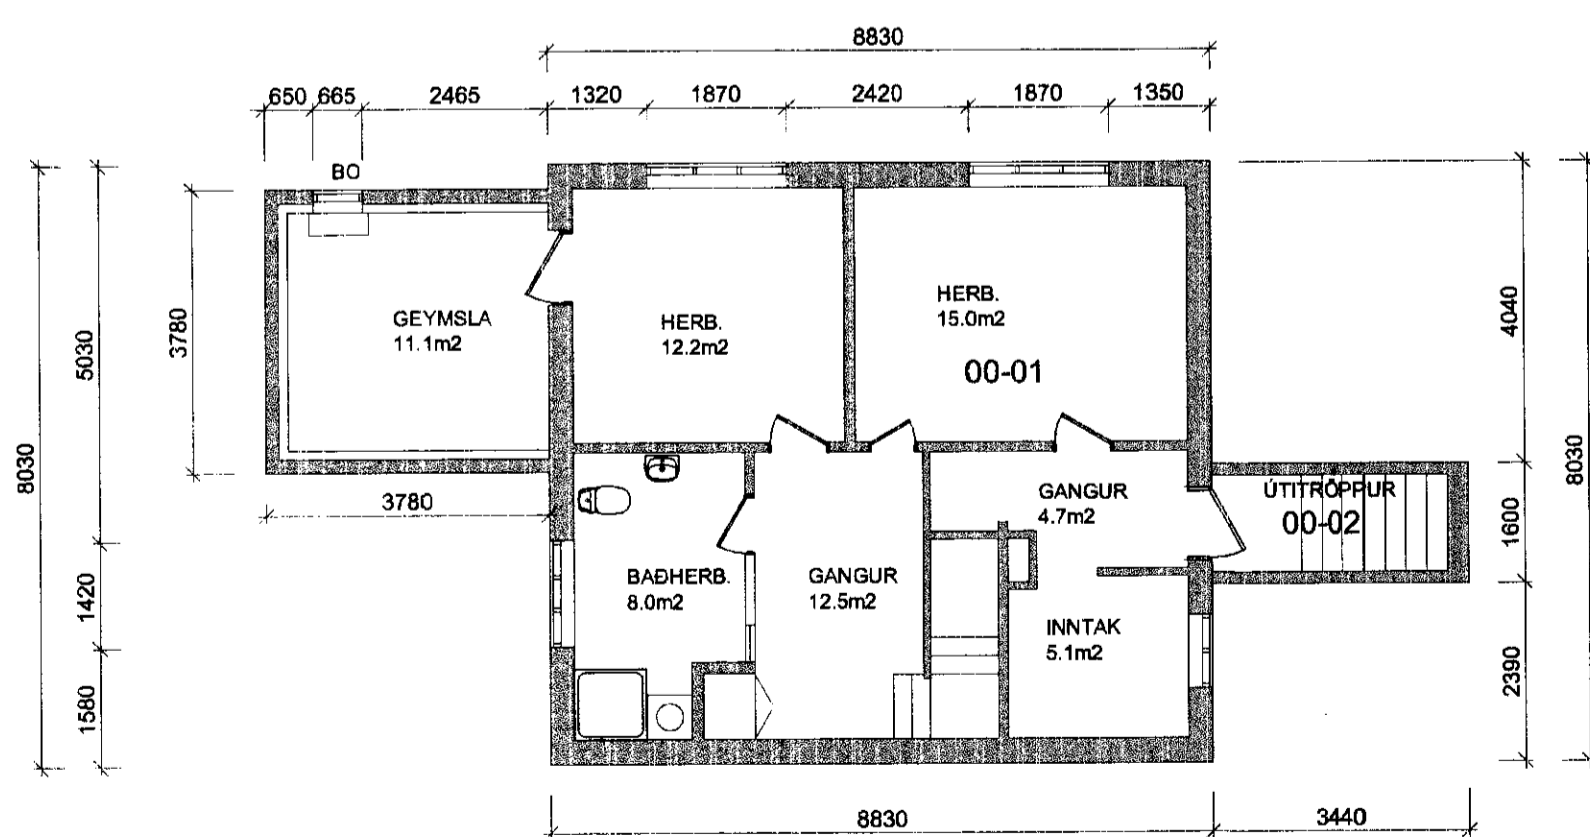 8830
650 665 2465 1320 1870 2420 1870 1350
BO
GEYMSLA
11.1m2
HERB.
12.2m2
HERB.
15.0m2
00-01
8030
5030
3780
4040
8030
3780
GANGUR
4.7m2
ÚTITRÖPPUR
00-02
1600
1420
BAÐHERB.
8.0m2
GANGUR
12.5m2
INNTAK
5.1m2
2390
1580
8830
3440